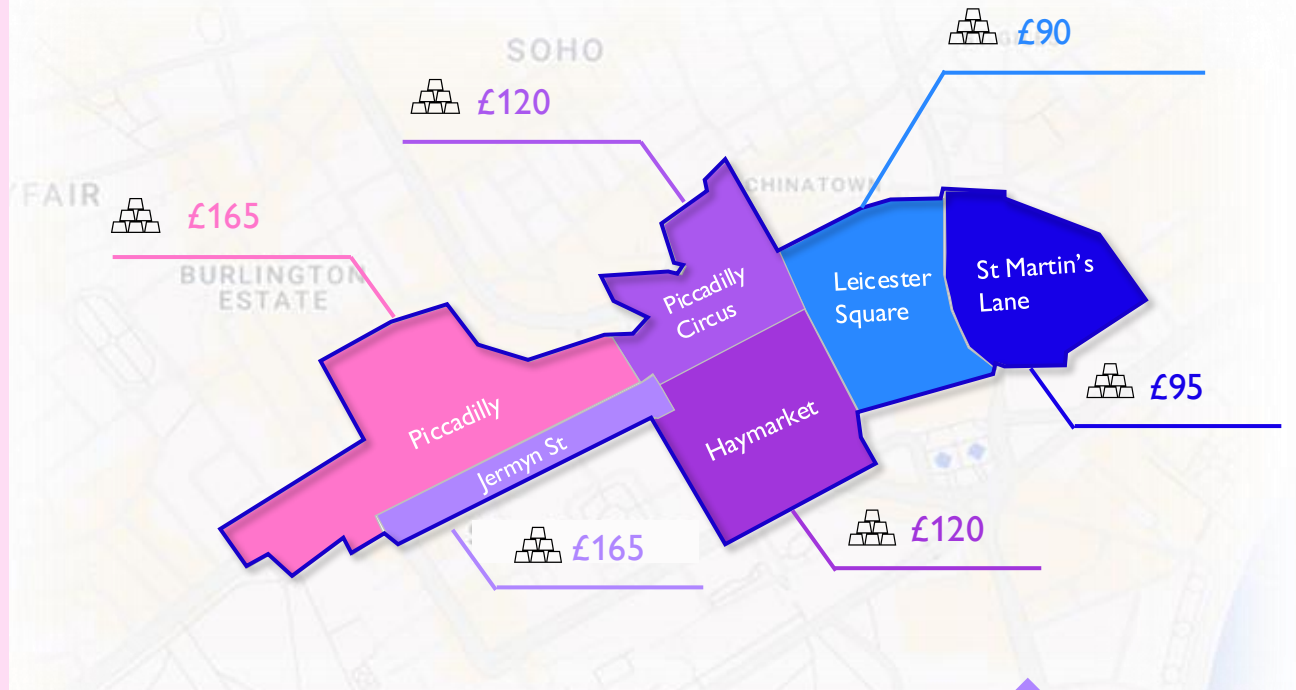 £90
SOHO
£120
CHINATOWN
FAIR
£165
BURLINGTON
ESTATE
Piccadilly
Circus
Leicester
Square
St Martin's
Lane
£95
Piccadilly
Haymarket
Jermyn St
£120
£165